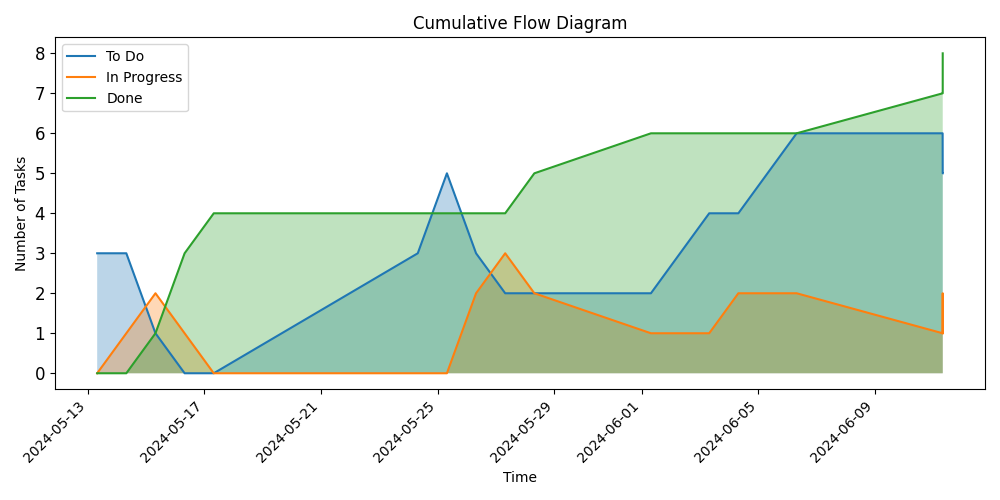 Cumulative Flow Diagram
To Do
In Progress
Done
Number of Tasks
8
7
6
5
4
3
2
1
0
2024-05-13
2024-05-17
2024-05-21
2024-05-25
2024-05-29
2024-06-01
2024-06-05
2024-06-09
Time